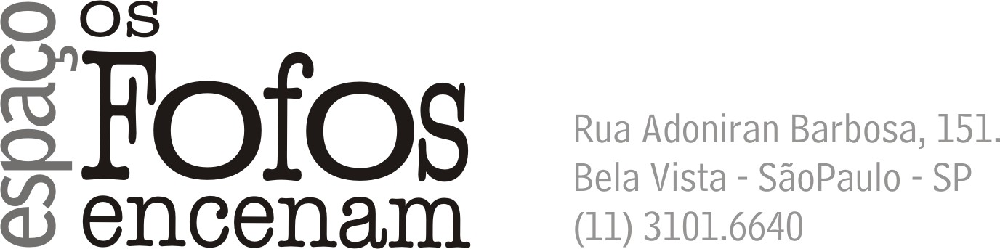 espaço
os
Fofos
encenam
Rua Adoniran Barbosa, 151.
Bela Vista - SãoPaulo - SP
(11) 3101.6640